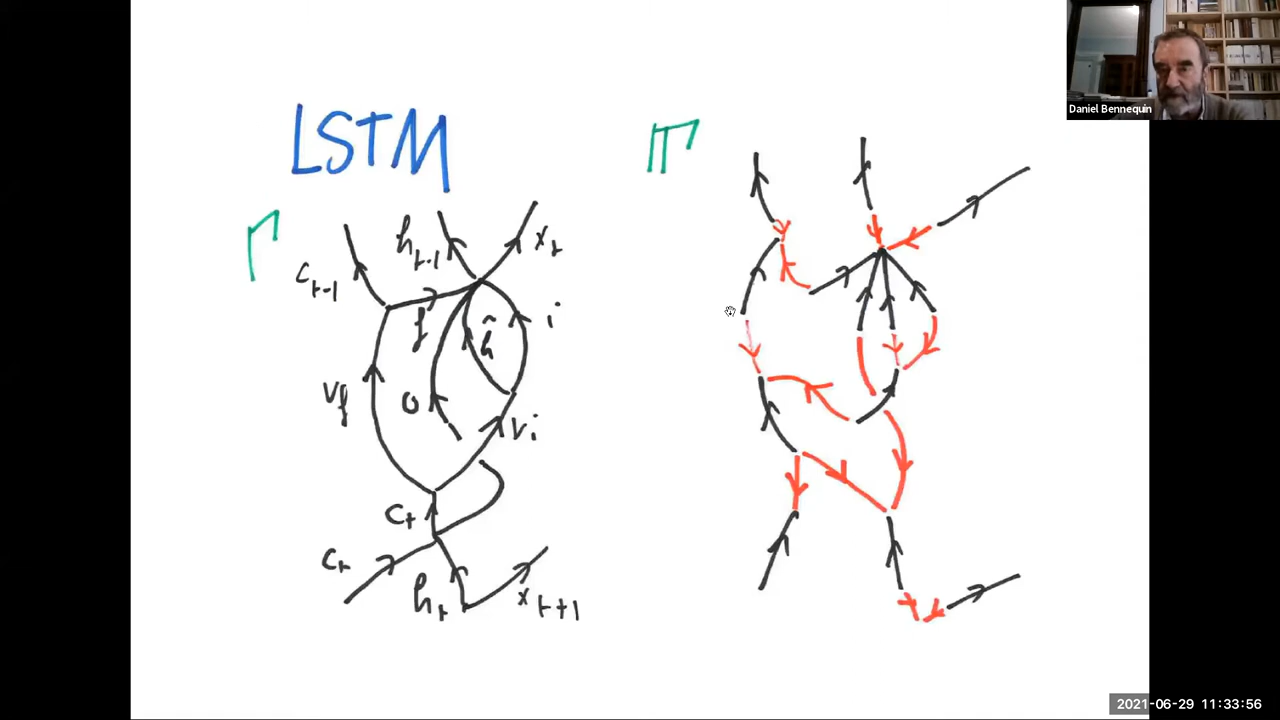 Daniel Bennequin
LSTM
Γ
c_{t-1}
h_{t-1}
x_t
f
ĥ
i
v_f
o
v_i
c_t
c_t
h_t
x_{t+1}
2021-06-29 11:33:56